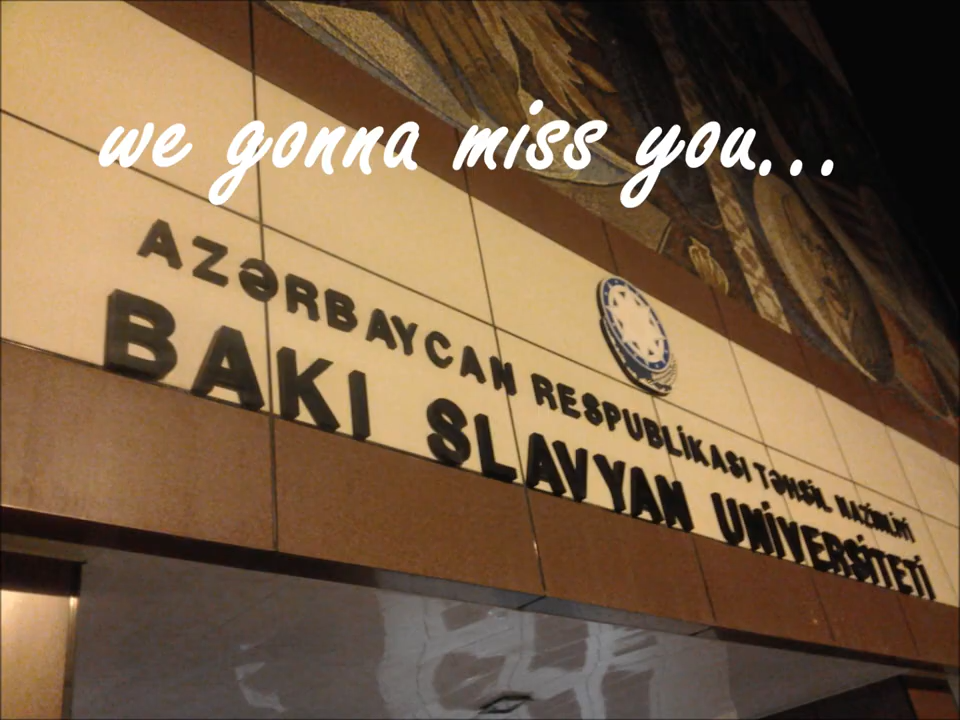 we gonna miss you...
AZƏRBAYCAN RESPUBLİKASI TƏHSİL NAZİRLİYİ
BAKI SLAVYAN UNİVERSİTETİ